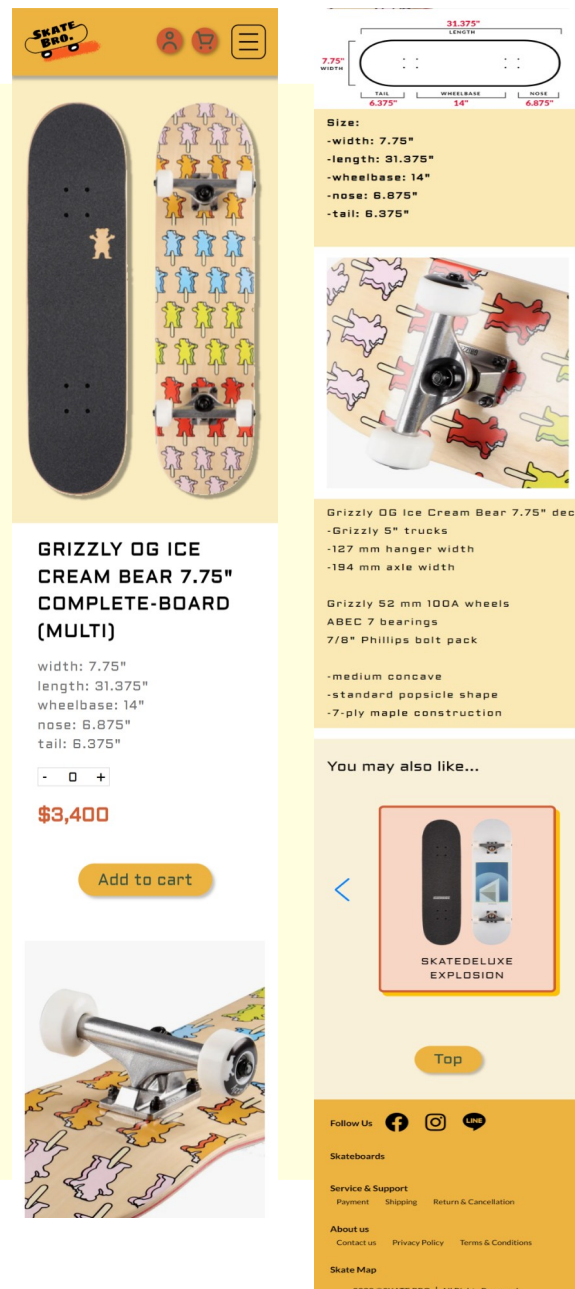 SKATE
BRO.
GRIZZLY OG ICE
CREAM BEAR 7.75"
COMPLETE-BOARD
(MULTI)
width: 7.75"
length: 31.375"
wheelbase: 14"
nose: 6.875"
tail: 6.375"
- 0 +
$3,400
Add to cart
31.375"
LENGTH
7.75"
WIDTH
TAIL WHEELBASE NOSE
6.375" 14" 6.875"
Size:
-width: 7.75"
-length: 31.375"
-wheelbase: 14"
-nose: 6.875"
-tail: 6.375"
Grizzly OG Ice Cream Bear 7.75" dec
-Grizzly 5" trucks
-127 mm hanger width
-194 mm axle width
Grizzly 52 mm 100A wheels
ABEC 7 bearings
7/8" Phillips bolt pack
-medium concave
-standard popsicle shape
-7-ply maple construction
You may also like...
SKATEDELUXE
EXPLOSION
Top
Follow Us LINE
Skateboards
Service & Support
Payment Shipping Return & Cancellation
About us
Contact us Privacy Policy Terms & Conditions
Skate Map